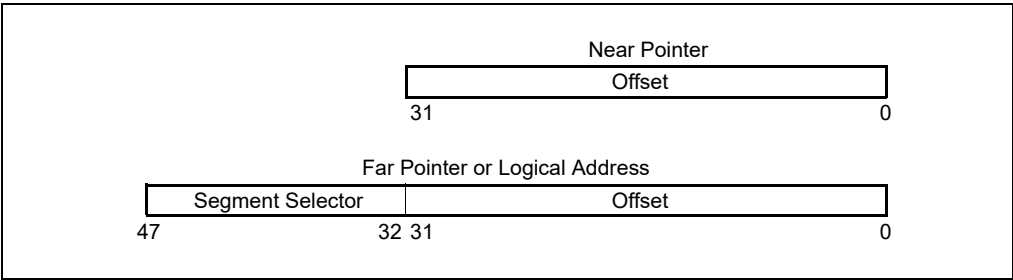 Near Pointer
Offset
31 0
Far Pointer or Logical Address
Segment Selector Offset
47 32 31 0